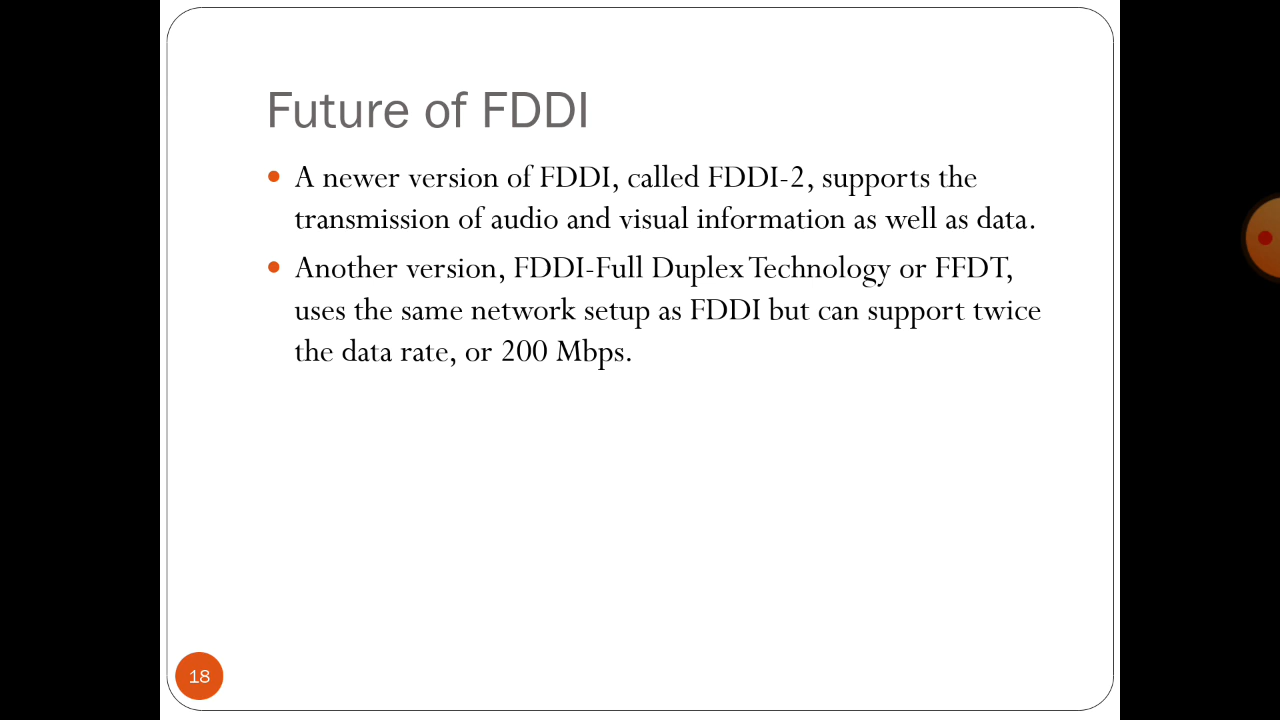 Future of FDDI
A newer version of FDDI, called FDDI-2, supports the
transmission of audio and visual information as well as data.
Another version, FDDI-Full Duplex Technology or FFDT,
uses the same network setup as FDDI but can support twice
the data rate, or 200 Mbps.
18